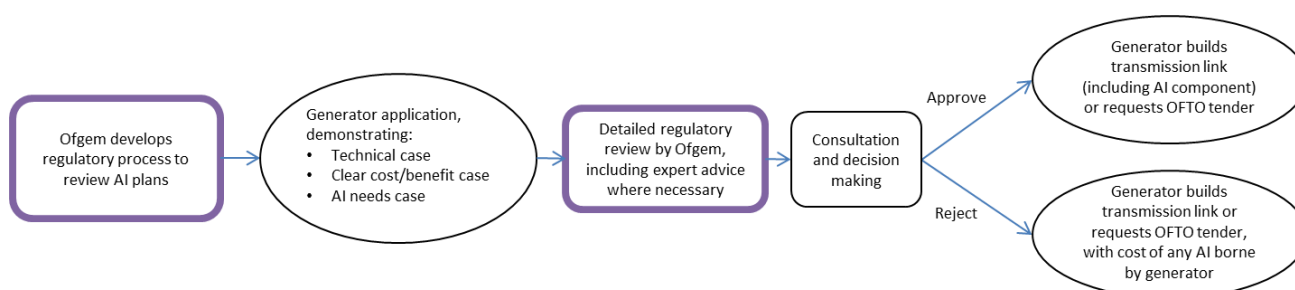 Ofgem develops
regulatory process to
review AI plans
Generator application,
demonstrating:
• Technical case
• Clear cost/benefit case
• AI needs case
Detailed regulatory
review by Ofgem,
including expert advice
where necessary
Consultation
and decision
making
Approve
Generator builds
transmission link
(including AI component)
or requests OFTO tender
Reject
Generator builds
transmission link or
requests OFTO tender,
with cost of any AI borne
by generator